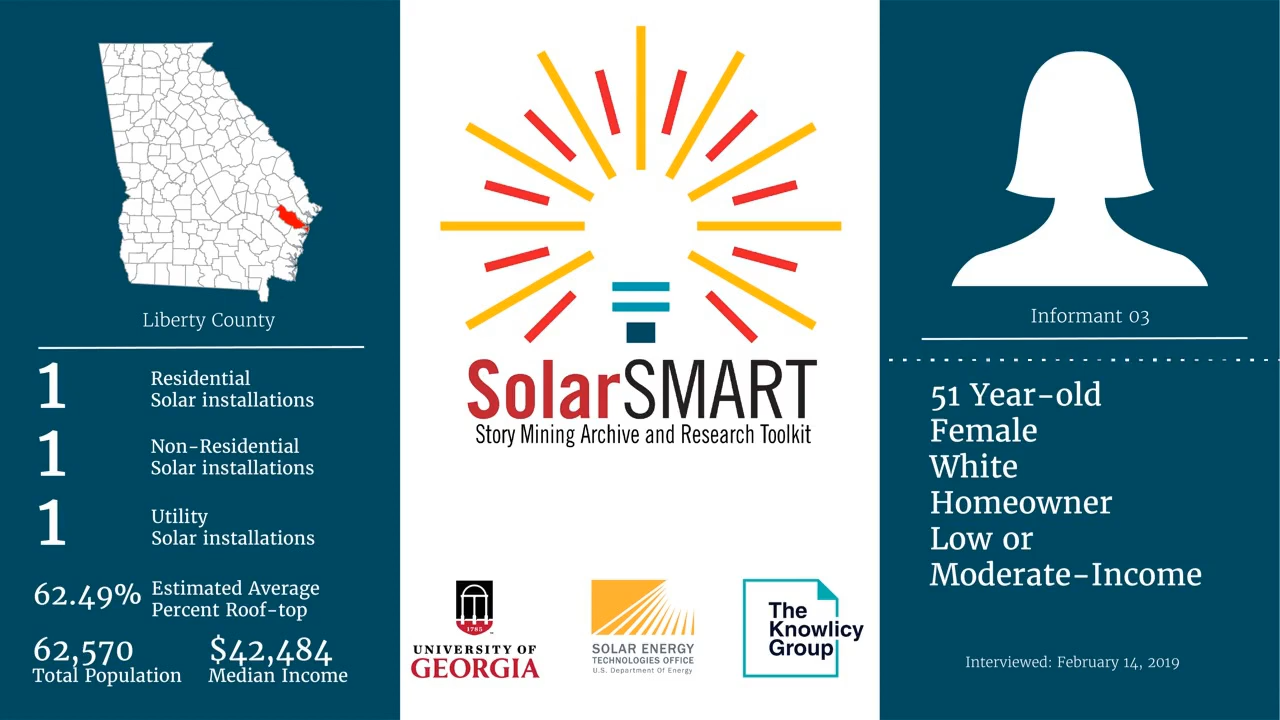 Liberty County
1 Residential
Solar installations
1 Non-Residential
Solar installations
1 Utility
Solar installations
62.49% Estimated Average
Percent Roof-top
62,570 $42,484
Total Population Median Income
SolarSMART
Story Mining Archive and Research Toolkit
1785
UNIVERSITY OF
GEORGIA
SOLAR ENERGY
TECHNOLOGIES OFFICE
U.S. Department Of Energy
The
Knowlicy
Group
Informant 03
51 Year-old
Female
White
Homeowner
Low or
Moderate-Income
Interviewed: February 14, 2019